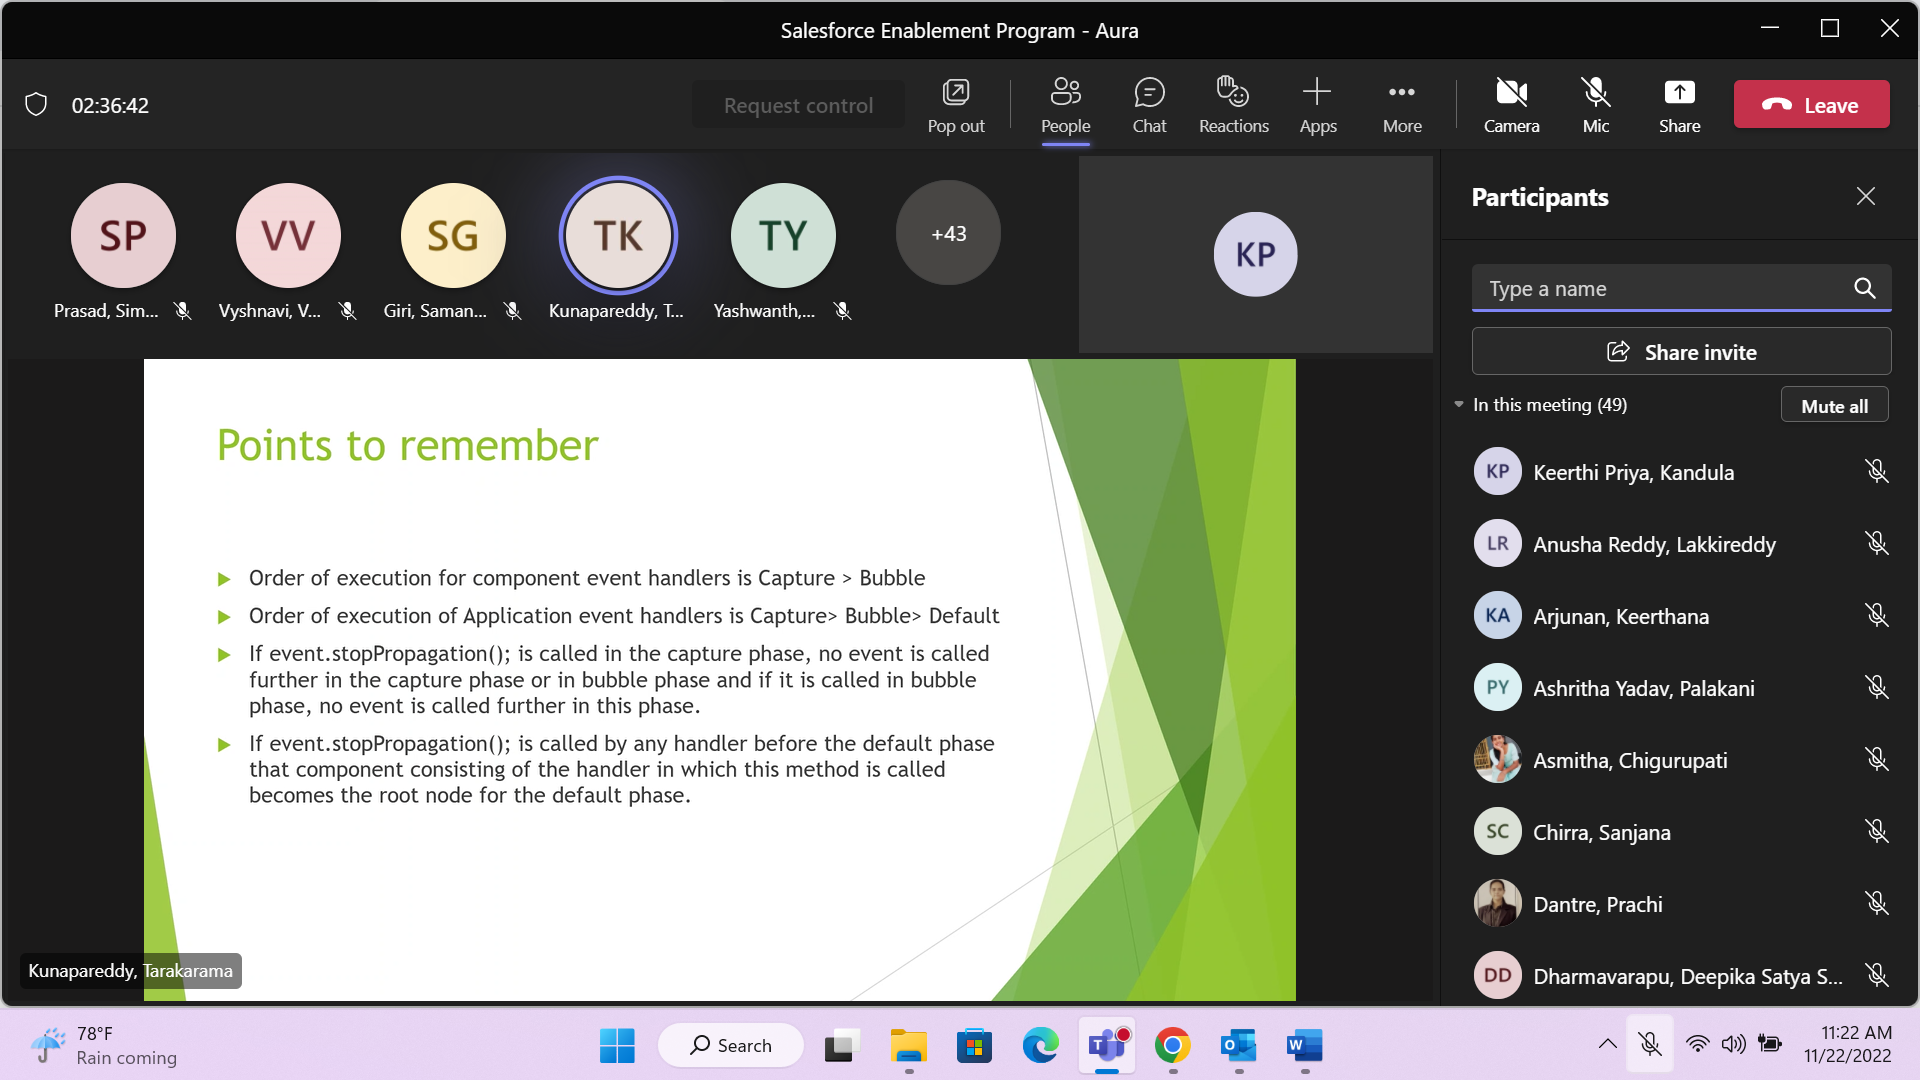 Salesforce Enablement Program - Aura
02:36:42
Request control
Pop out
People
Chat
Reactions
Apps
More
Camera
Mic
Share
Leave
SP
VV
SG
TK
TY
+43
KP
Prasad, Sim...
Vyshnavi, V...
Giri, Saman...
Kunapareddy, T...
Yashwanth,...
Points to remember
Order of execution for component event handlers is Capture > Bubble
Order of execution of Application event handlers is Capture> Bubble> Default
If event.stopPropagation(); is called in the capture phase, no event is called
further in the capture phase or in bubble phase and if it is called in bubble
phase, no event is called further in this phase.
If event.stopPropagation(); is called by any handler before the default phase
that component consisting of the handler in which this method is called
becomes the root node for the default phase.
Kunapareddy, Tarakarama
Participants
Type a name
Share invite
In this meeting (49)
Mute all
KP Keerthi Priya, Kandula
LR Anusha Reddy, Lakkireddy
KA Arjunan, Keerthana
PY Ashritha Yadav, Palakani
Asmitha, Chigurupati
SC Chirra, Sanjana
Dantre, Prachi
DD Dharmavarapu, Deepika Satya S...
78°F
Rain coming
Search
11:22 AM
11/22/2022